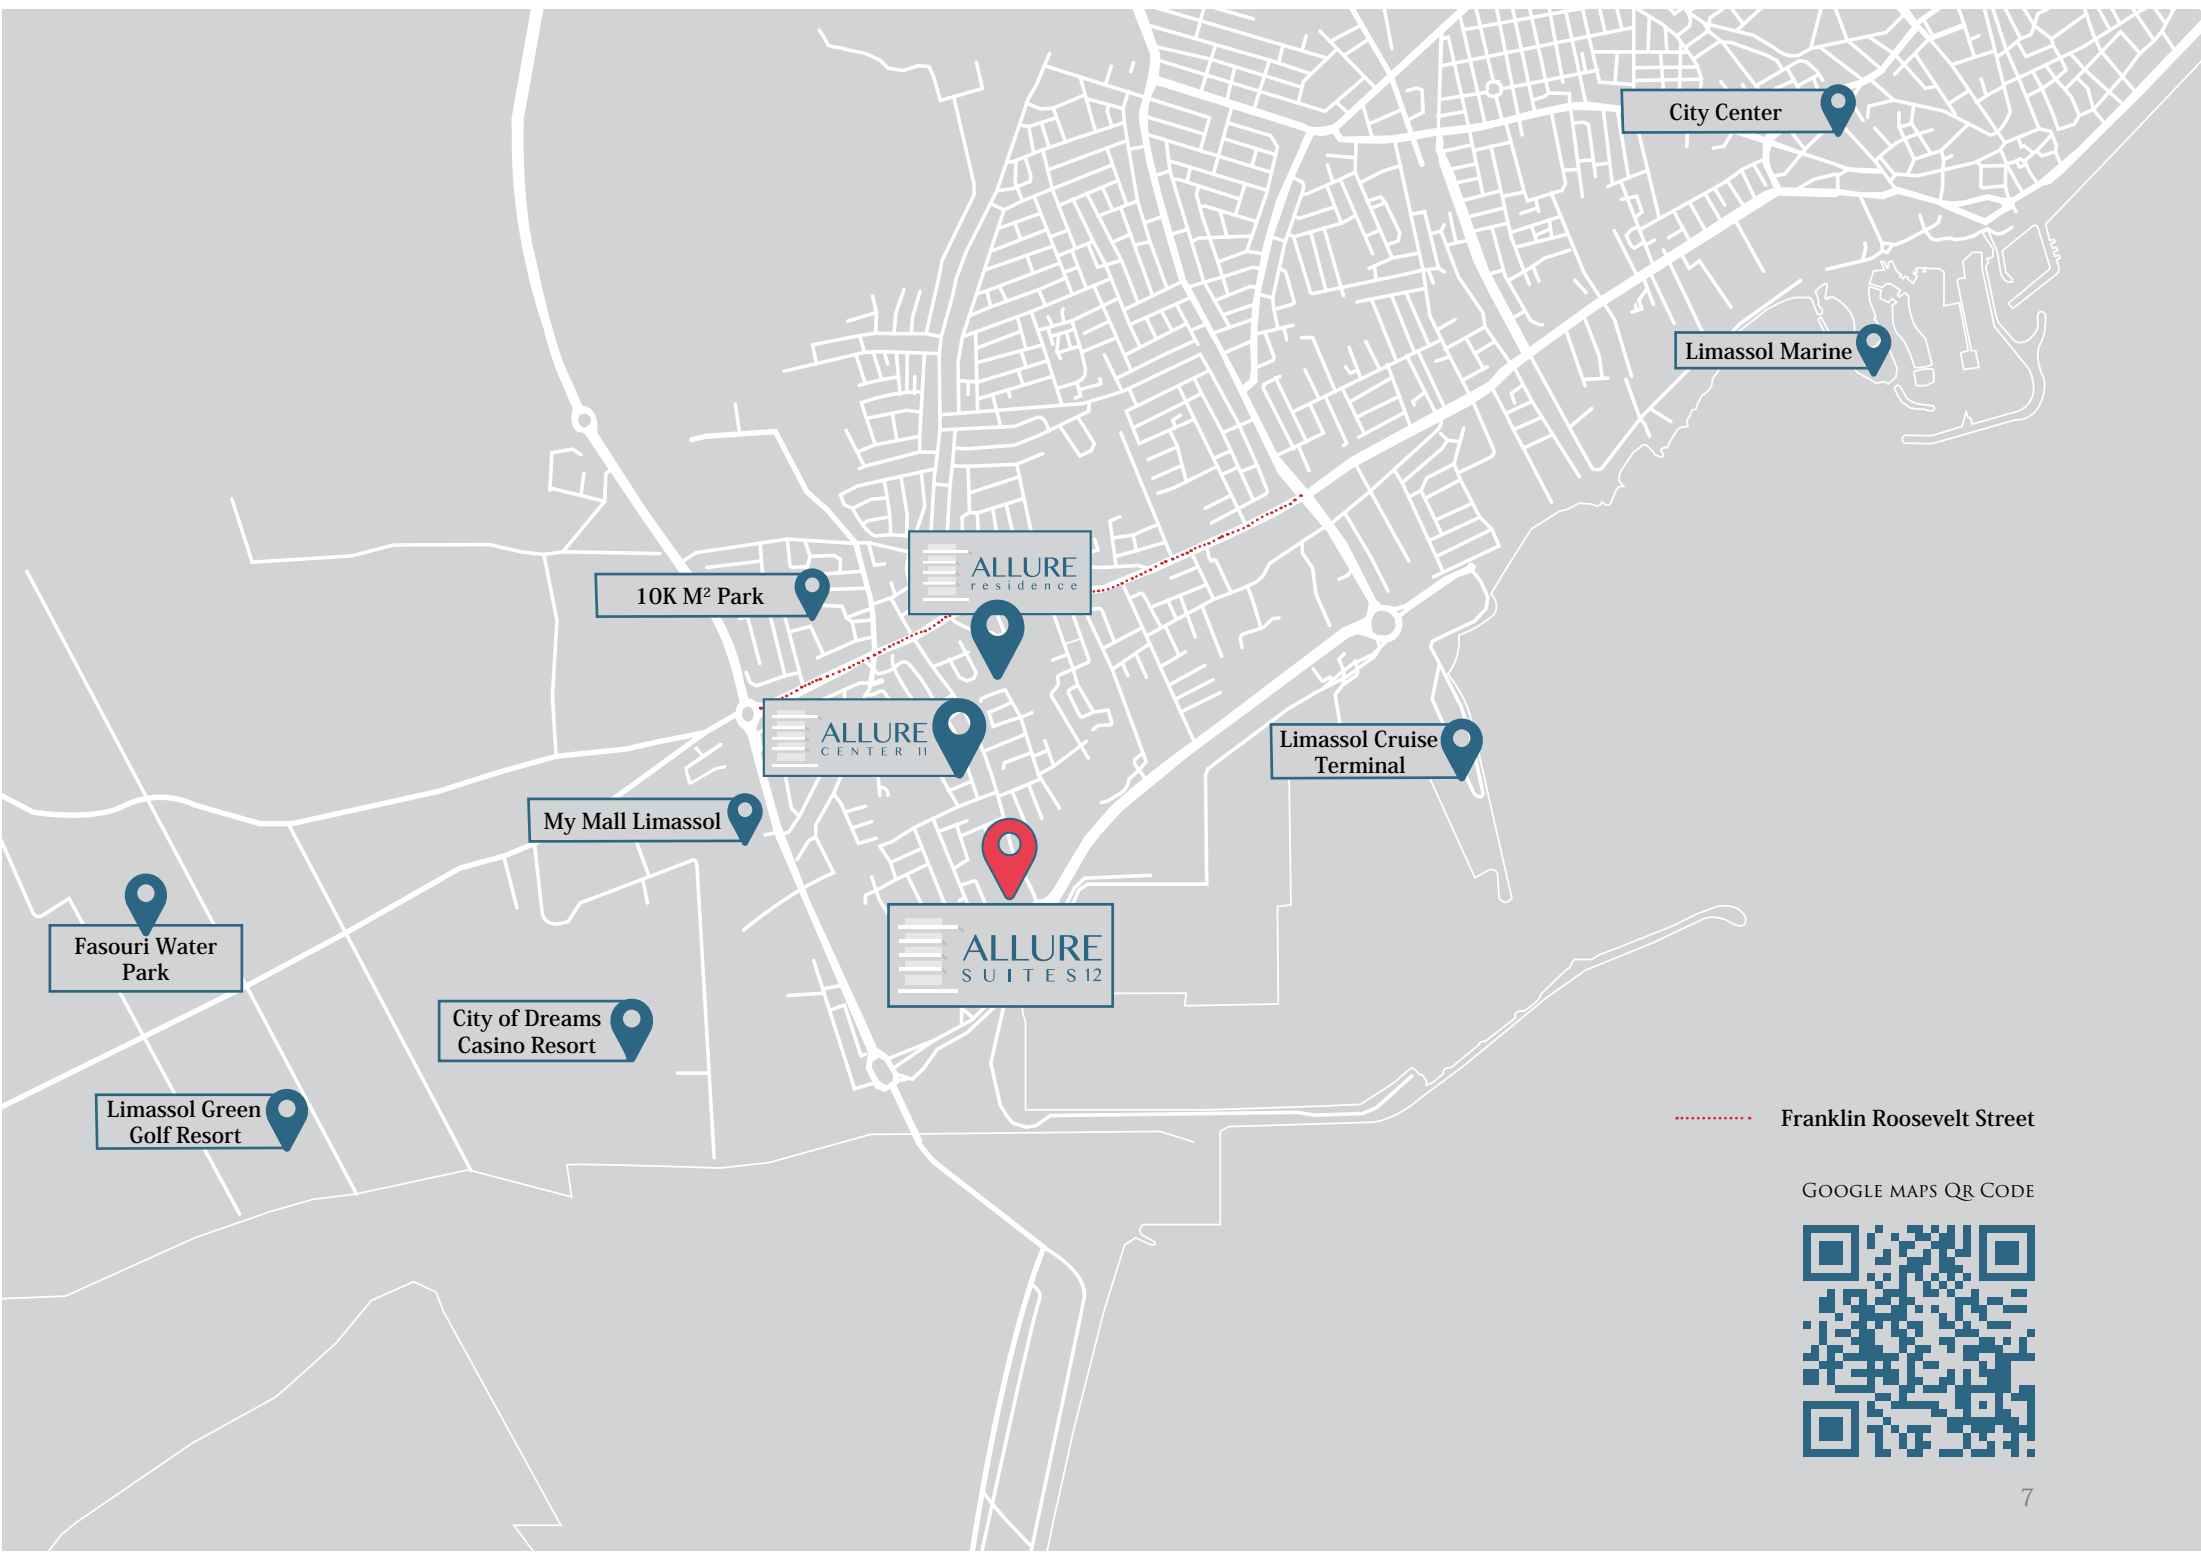 City Center
Limassol Marine
ALLURE
residence
10K M² Park
ALLURE
CENTER 11
Limassol Cruise
Terminal
My Mall Limassol
Fasouri Water
Park
ALLURE
SUITES12
City of Dreams
Casino Resort
Limassol Green
Golf Resort
Franklin Roosevelt Street
GOOGLE MAPS QR CODE
7